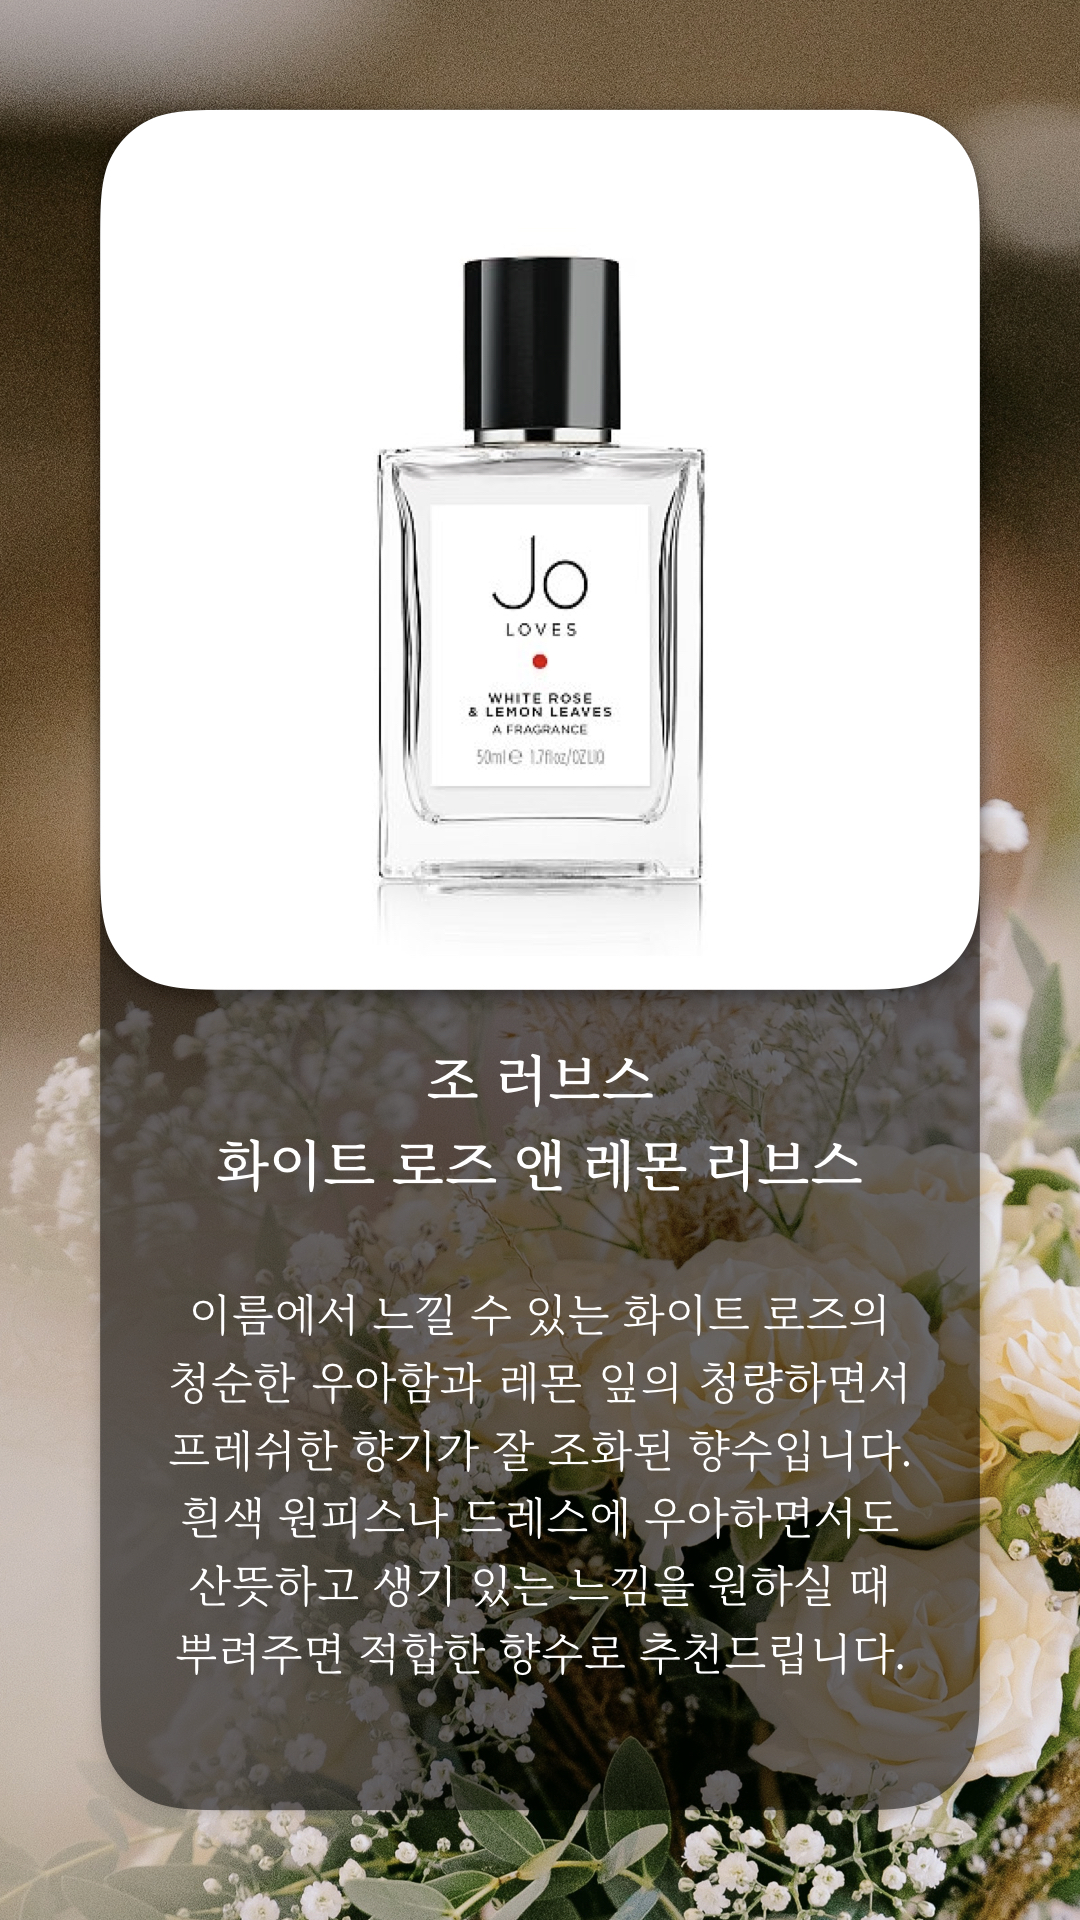 Jo
LOVES
WHITE ROSE
& LEMON LEAVES
A FRAGRANCE
50ml ℮ 1.7fl oz/OZ LIQ
조 러브스
화이트 로즈 앤 레몬 리브스
이름에서 느낄 수 있는 화이트 로즈의
청순한 우아함과 레몬 잎의 청량하면서
프레쉬한 향기가 잘 조화된 향수입니다.
흰색 원피스나 드레스에 우아하면서도
산뜻하고 생기 있는 느낌을 원하실 때
뿌려주면 적합한 향수로 추천드립니다.